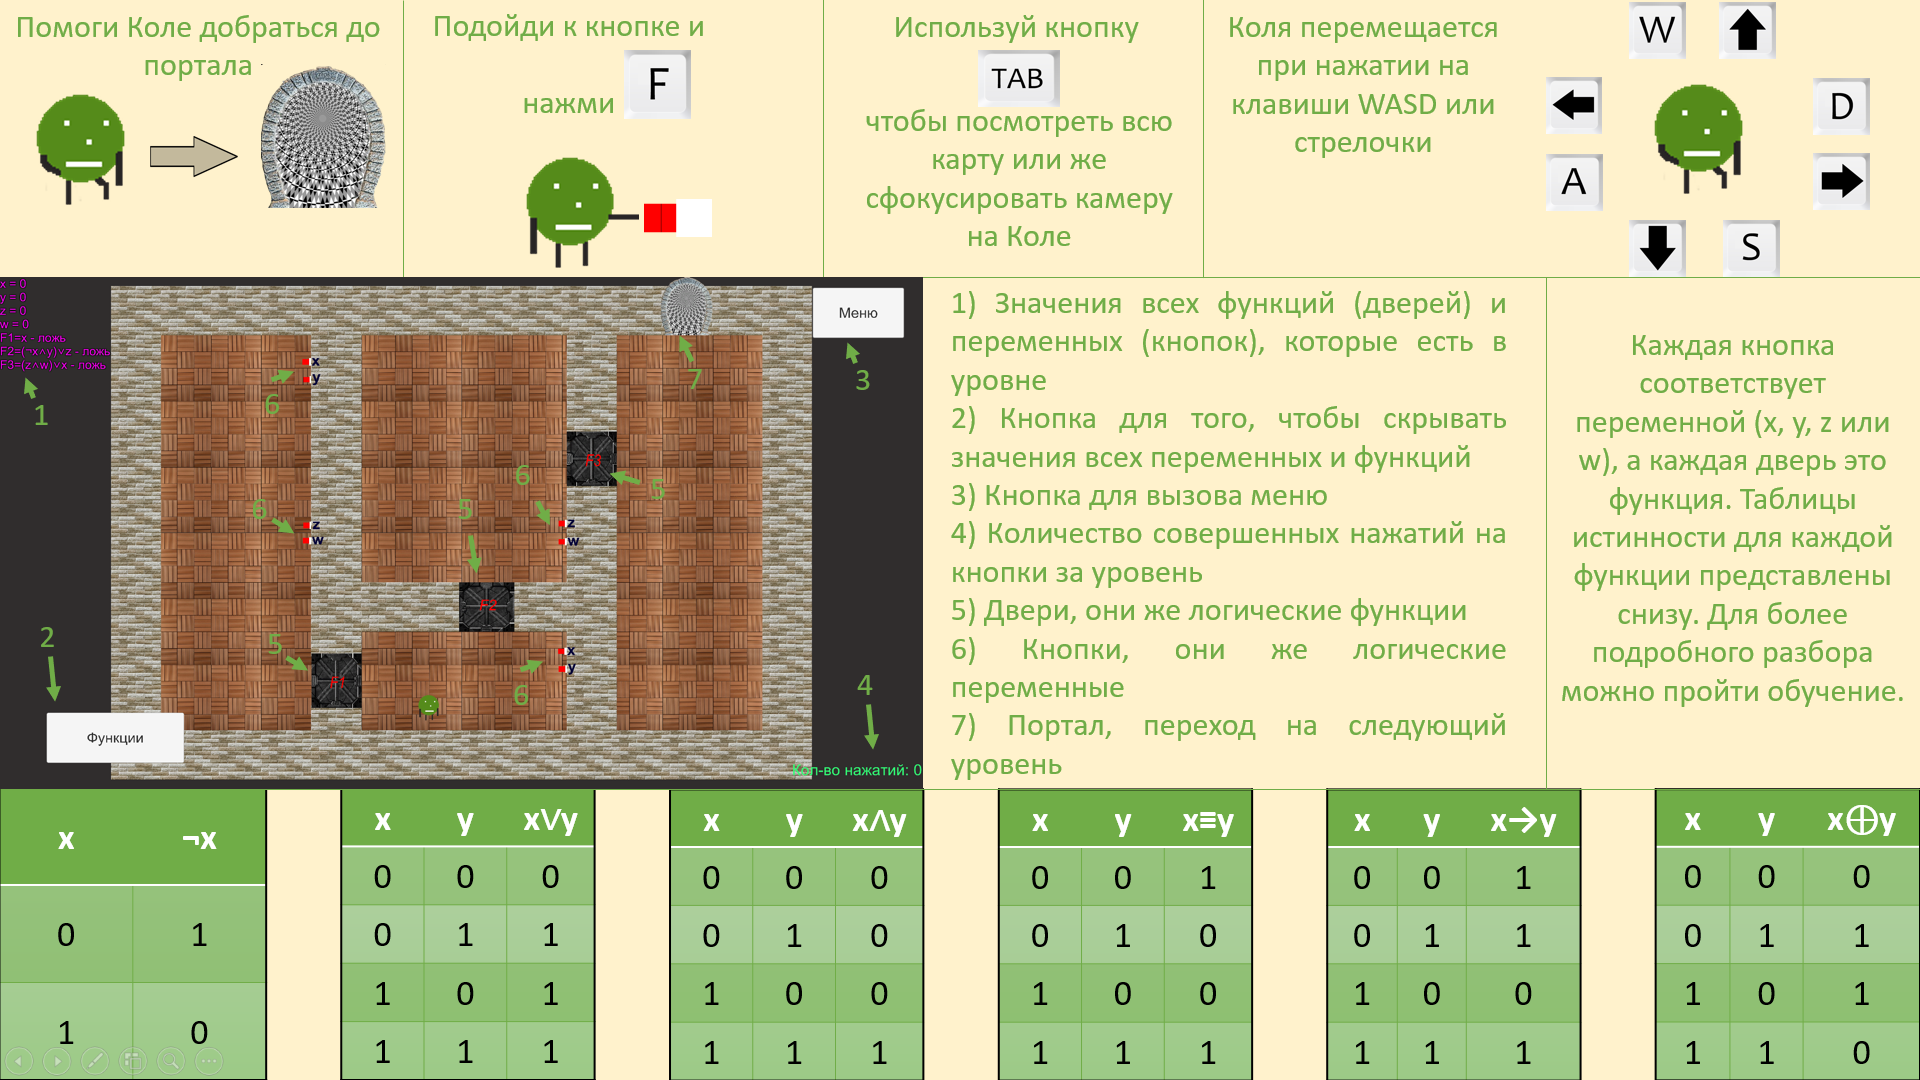 Помоги Коле добраться до
портала
Подойди к кнопке и
нажми F
Используй кнопку
TAB
чтобы посмотреть всю
карту или же
сфокусировать камеру
на Коле
Коля перемещается
при нажатии на
клавиши WASD или
стрелочки
W
D
A
S
x = 0
y = 0
z = 0
w = 0
F1=x - ложь
F2=(¬x∧y)∨z - ложь
F3=(z∧w)∨x - ложь
1
2
Функции
x
y
6
z
w
6
5
F1
5
F2
6
z
w
F3
5
x
y
6
7
Меню
3
4
Кол-во нажатий: 0
1) Значения всех функций (дверей) и
переменных (кнопок), которые есть в
уровне
2) Кнопка для того, чтобы скрывать
значения всех переменных и функций
3) Кнопка для вызова меню
4) Количество совершенных нажатий на
кнопки за уровень
5) Двери, они же логические функции
6) Кнопки, они же логические
переменные
7) Портал, переход на следующий
уровень
Каждая кнопка
соответствует
переменной (x, y, z или
w), а каждая дверь это
функция. Таблицы
истинности для каждой
функции представлены
снизу. Для более
подробного разбора
можно пройти обучение.
x ¬x
0 1
1 0
x y x∨y
0 0 0
0 1 1
1 0 1
1 1 1
x y x∧y
0 0 0
0 1 0
1 0 0
1 1 1
x y x≡y
0 0 1
0 1 0
1 0 0
1 1 1
x y x→y
0 0 1
0 1 1
1 0 0
1 1 1
x y x⊕y
0 0 0
0 1 1
1 0 1
1 1 0